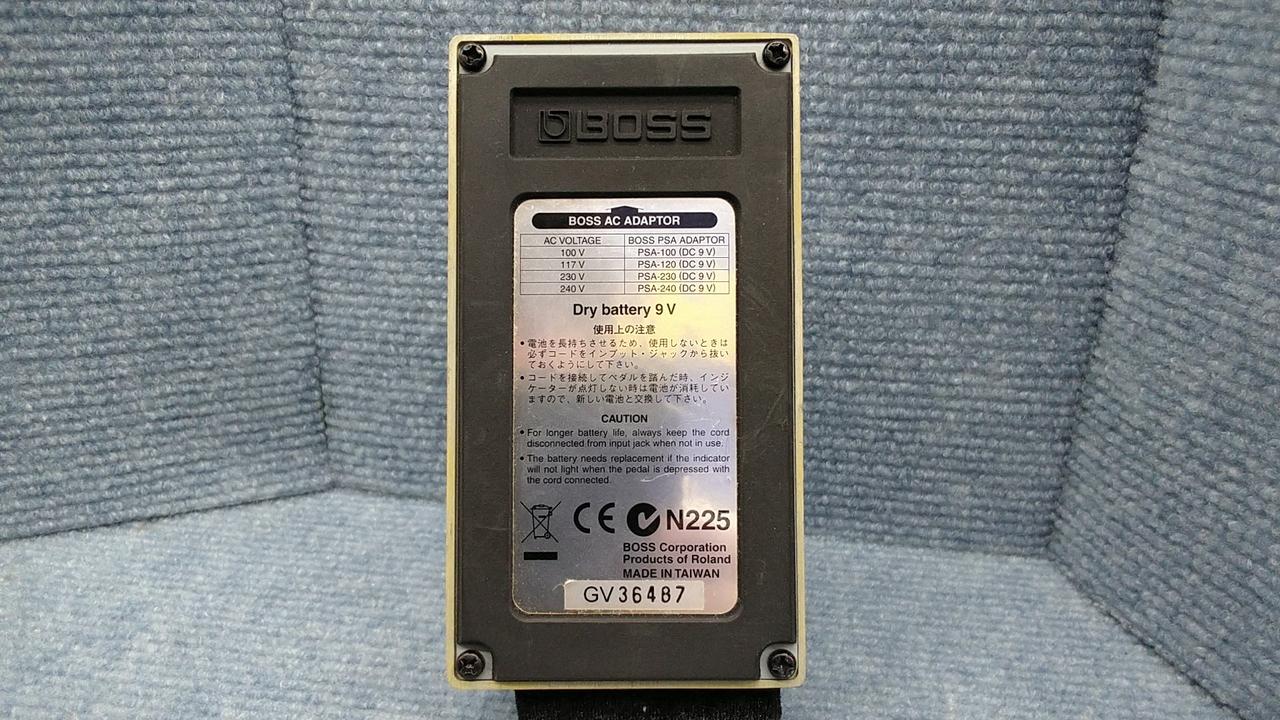 BOSS
BOSS AC ADAPTOR
AC VOLTAGE BOSS PSA ADAPTOR
100 V PSA-100 (DC 9 V)
117 V PSA-120 (DC 9 V)
230 V PSA-230 (DC 9 V)
240 V PSA-240 (DC 9 V)
Dry battery 9 V
使用上の注意
• 電池を長持ちさせるため、使用しないときは
必ずコードをインプット・ジャックから抜い
ておくようにして下さい。
• コードを接続してペダルを踏んだ時、インジ
ケーターが点灯しない時は電池が消耗してい
ますので、新しい電池と交換して下さい。
CAUTION
• For longer battery life, always keep the cord
disconnected from input jack when not in use.
• The battery needs replacement if the indicator
will not light when the pedal is depressed with
the cord connected.
CE N225
BOSS Corporation
Products of Roland
MADE IN TAIWAN
GV36487